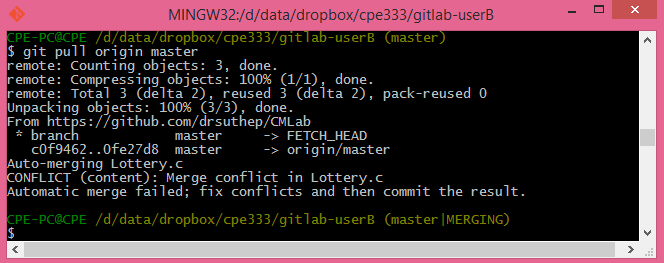 MINGW32:/d/data/dropbox/cpe333/gitlab-userB
CPE-PC@CPE /d/data/dropbox/cpe333/gitlab-userB (master)
$ git pull origin master
remote: Counting objects: 3, done.
remote: Compressing objects: 100% (1/1), done.
remote: Total 3 (delta 2), reused 3 (delta 2), pack-reused 0
Unpacking objects: 100% (3/3), done.
From https://github.com/drsuthep/CMLab
 * branch            master     -> FETCH_HEAD
   c0f9462..0fe27d8  master     -> origin/master
Auto-merging Lottery.c
CONFLICT (content): Merge conflict in Lottery.c
Automatic merge failed; fix conflicts and then commit the result.
CPE-PC@CPE /d/data/dropbox/cpe333/gitlab-userB (master|MERGING)
$